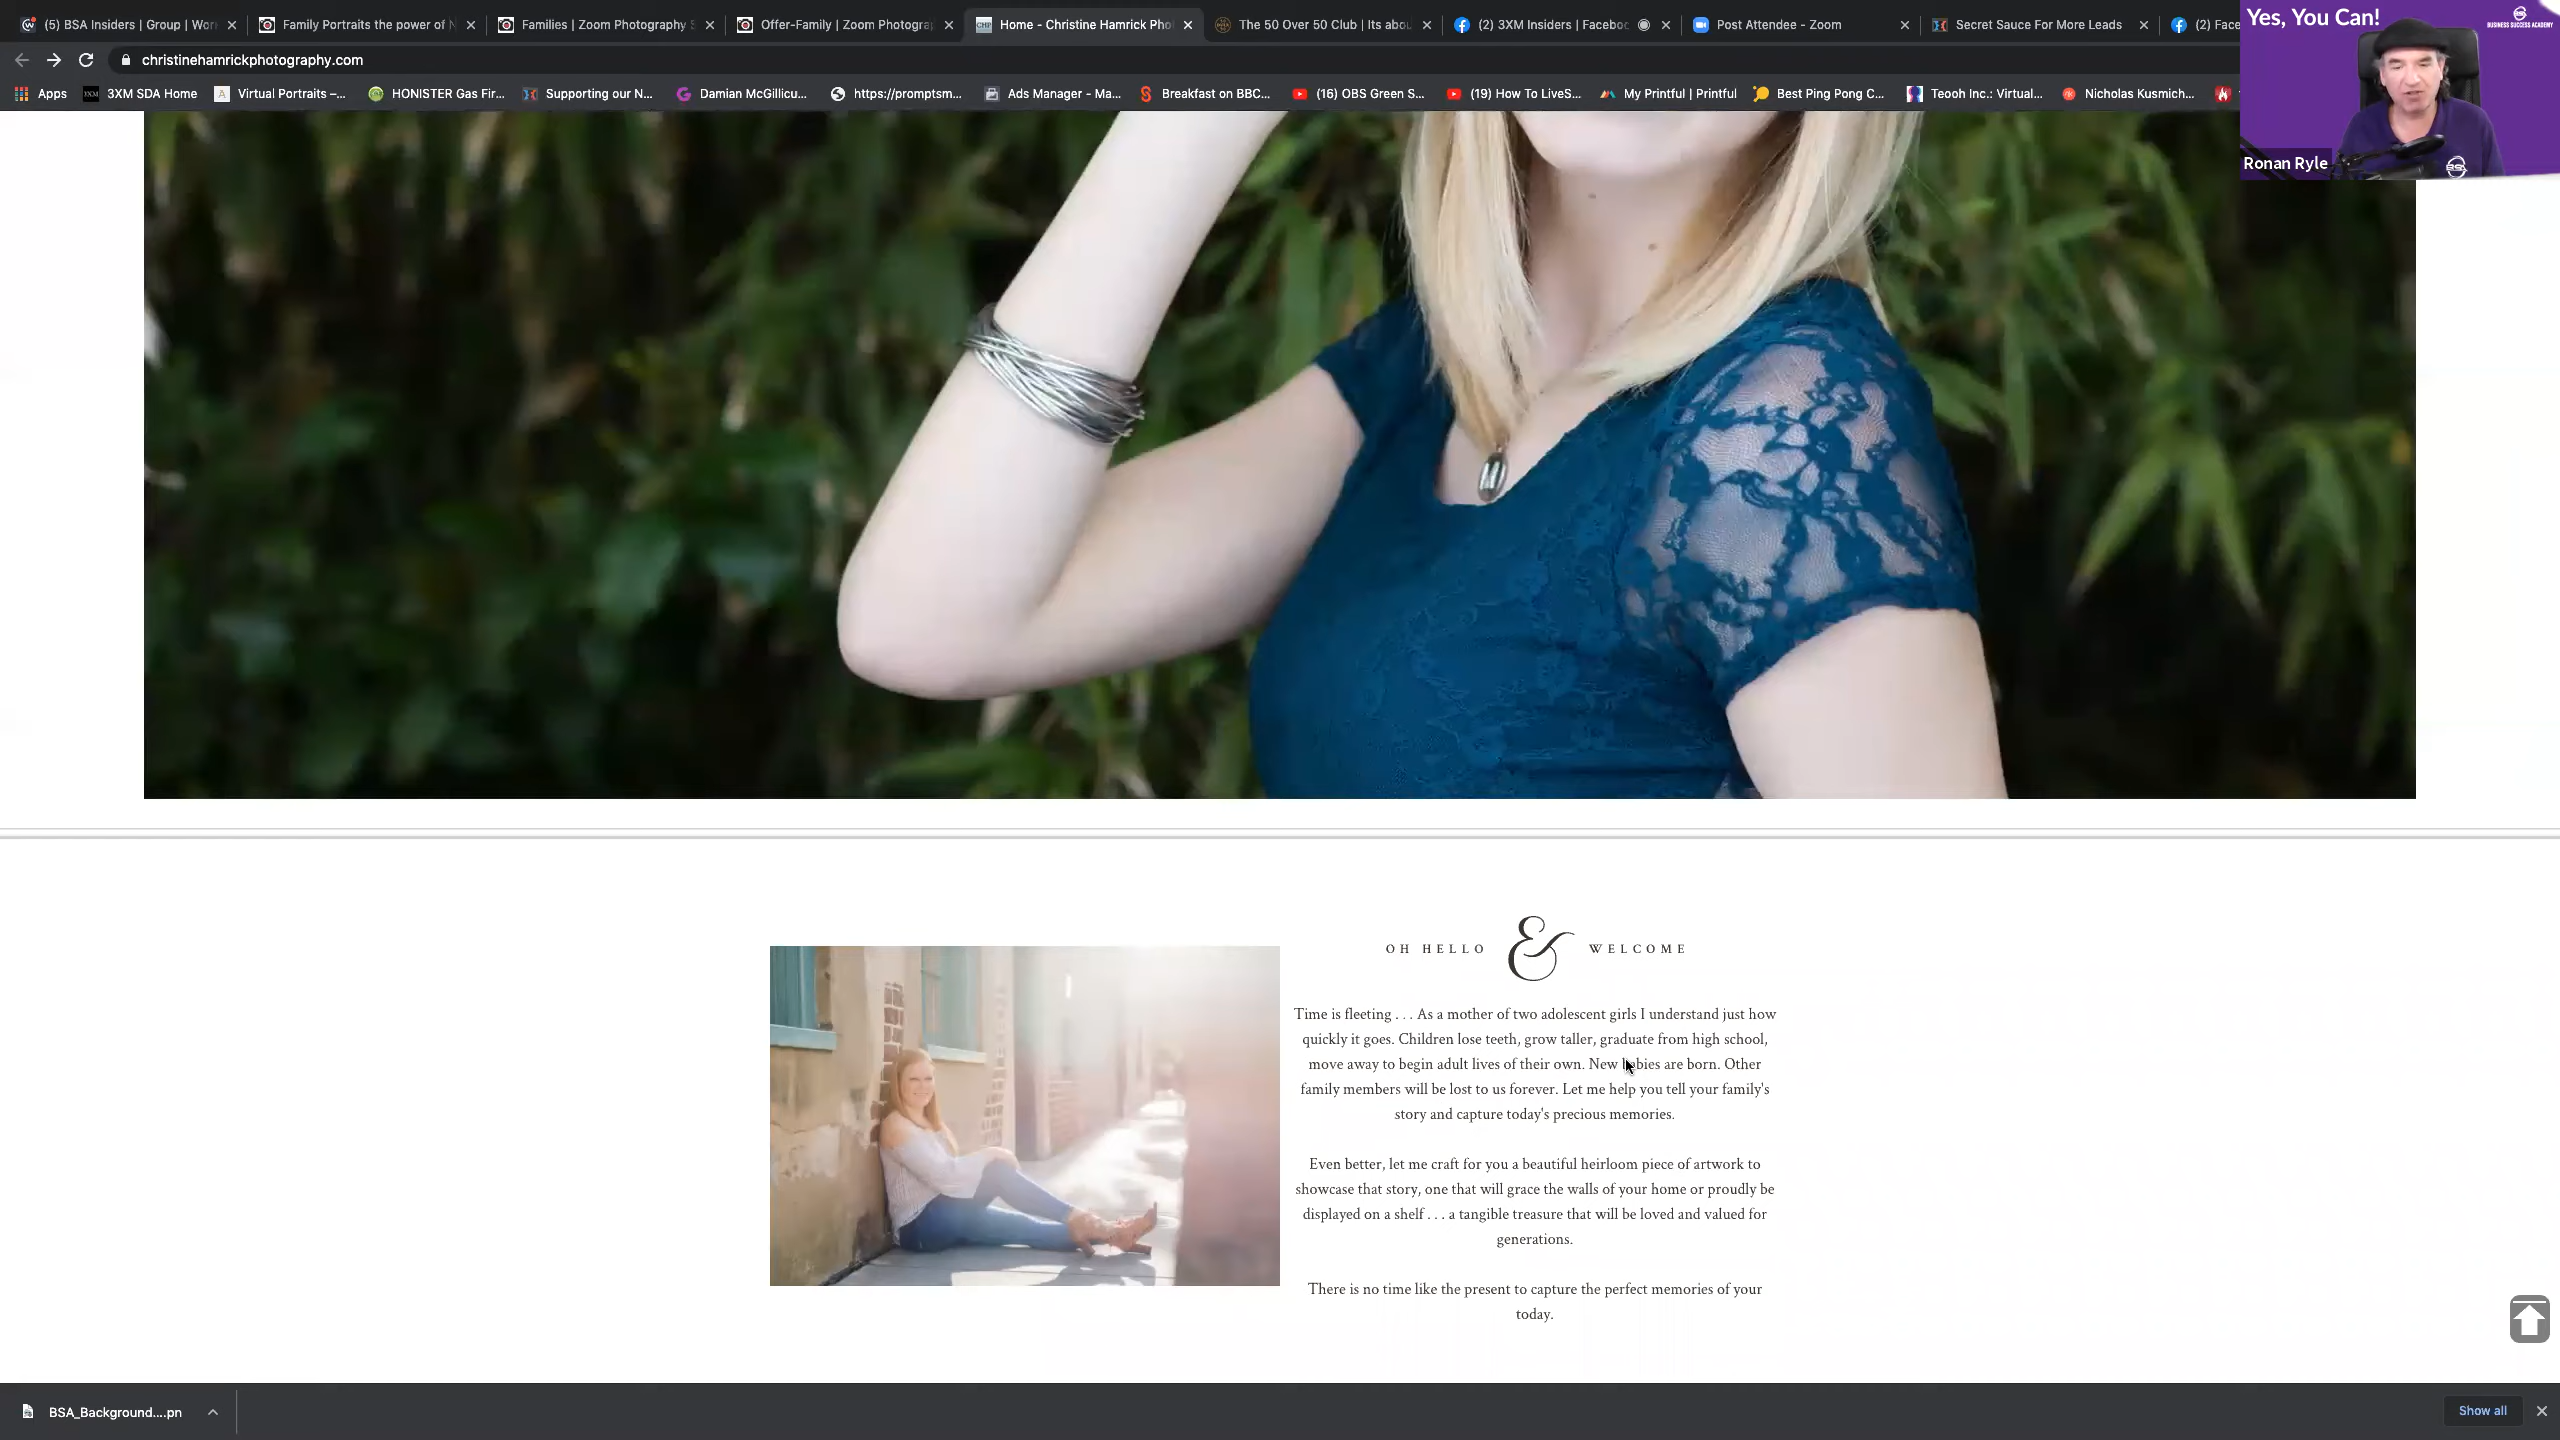 (5) BSA Insiders | Group | Wor
Family Portraits the power of
Families | Zoom Photography
Offer-Family | Zoom Photogra
Home - Christine Hamrick Pho
The 50 Over 50 Club | Its abou
(2) 3XM Insiders | Faceboo
Post Attendee - Zoom
Secret Sauce For More Leads
(2) Face
Yes, You Can!
BUSINESS SUCCESS ACADEMY
christinehamrickphotography.com
Apps
3XM SDA Home
Virtual Portraits –...
HONISTER Gas Fir...
Supporting our N...
Damian McGillicu...
https://promptsm...
Ads Manager - Ma...
Breakfast on BBC...
(16) OBS Green S...
(19) How To LiveS...
My Printful | Printful
Best Ping Pong C...
Teooh Inc.: Virtual...
Nicholas Kusmich...
Ronan Ryle
OH HELLO & WELCOME
Time is fleeting . . . As a mother of two adolescent girls I understand just how
quickly it goes. Children lose teeth, grow taller, graduate from high school,
move away to begin adult lives of their own. New babies are born. Other
family members will be lost to us forever. Let me help you tell your family's
story and capture today's precious memories.
Even better, let me craft for you a beautiful heirloom piece of artwork to
showcase that story, one that will grace the walls of your home or proudly be
displayed on a shelf . . . a tangible treasure that will be loved and valued for
generations.
There is no time like the present to capture the perfect memories of your
today.
BSA_Background....pn
Show all